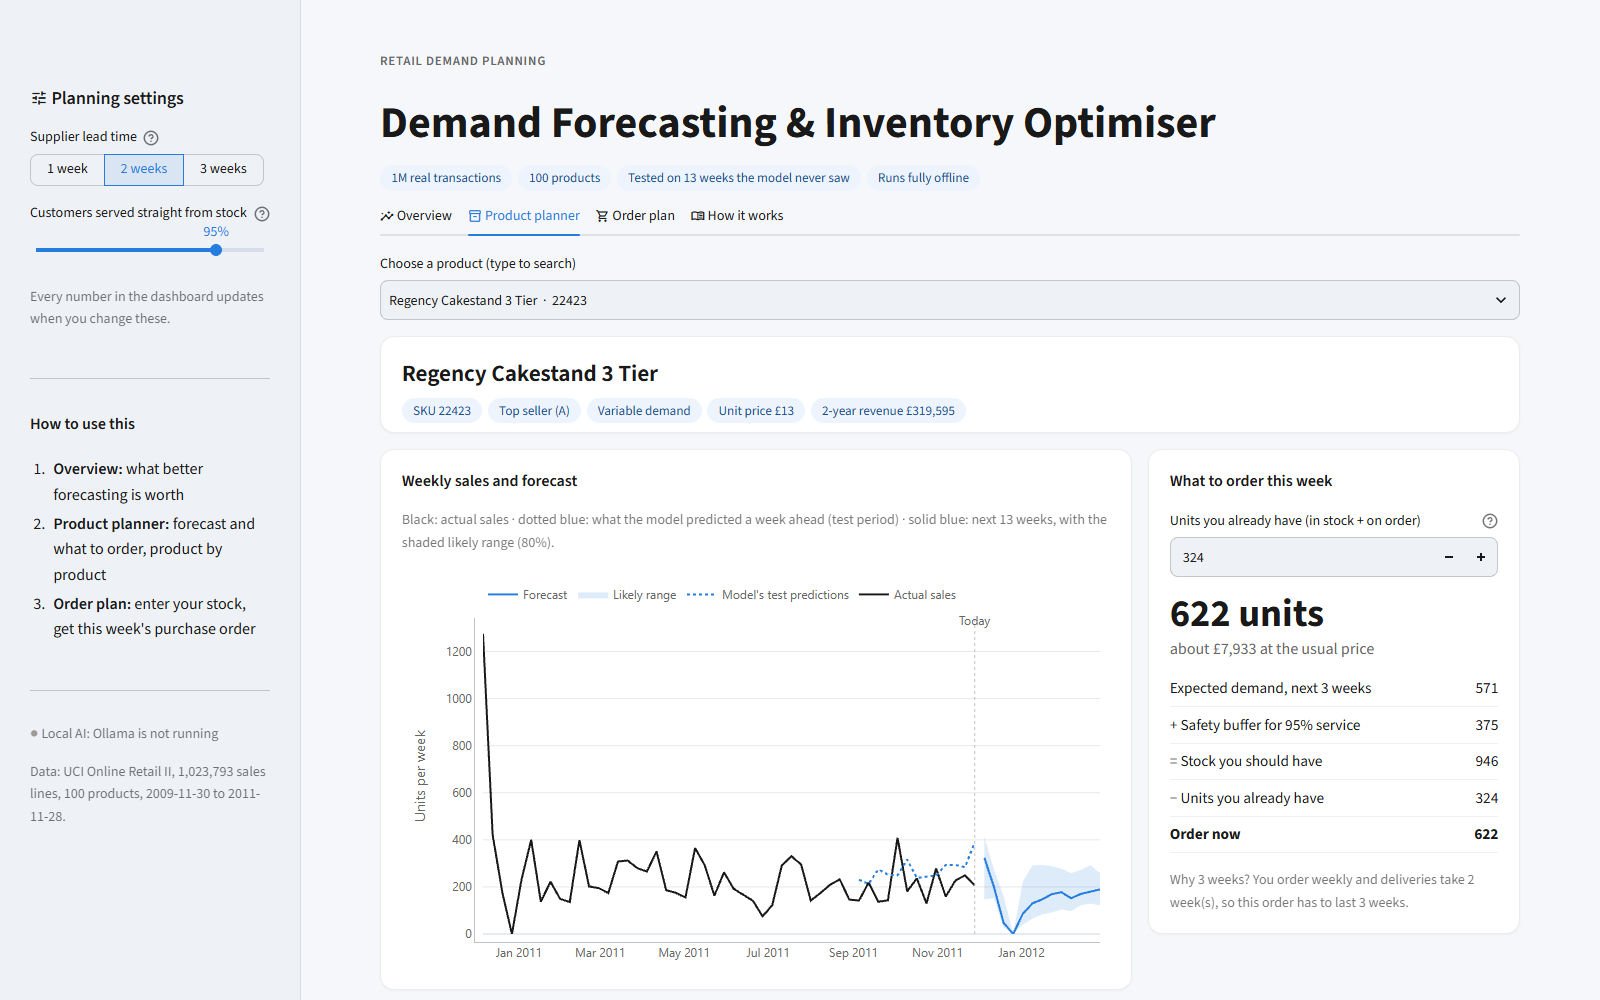 Planning settings
Supplier lead time
1 week
2 weeks
3 weeks
Customers served straight from stock
95%
Every number in the dashboard updates
when you change these.
How to use this
1. Overview: what better
forecasting is worth
2. Product planner: forecast and
what to order, product by
product
3. Order plan: enter your stock,
get this week's purchase order
Local AI: Ollama is not running
Data: UCI Online Retail II, 1,023,793 sales
lines, 100 products, 2009-11-30 to 2011-
11-28.
RETAIL DEMAND PLANNING
Demand Forecasting & Inventory Optimiser
1M real transactions
100 products
Tested on 13 weeks the model never saw
Runs fully offline
Overview
Product planner
Order plan
How it works
Choose a product (type to search)
Regency Cakestand 3 Tier · 22423
Regency Cakestand 3 Tier
SKU 22423
Top seller (A)
Variable demand
Unit price £13
2-year revenue £319,595
Weekly sales and forecast
Black: actual sales · dotted blue: what the model predicted a week ahead (test period) · solid blue: next 13 weeks, with the
shaded likely range (80%).
Forecast
Likely range
Model's test predictions
Actual sales
Today
Units per week
1200
1000
800
600
400
200
0
Jan 2011
Mar 2011
May 2011
Jul 2011
Sep 2011
Nov 2011
Jan 2012
What to order this week
Units you already have (in stock + on order)
324
− +
622 units
about £7,933 at the usual price
Expected demand, next 3 weeks 571
+ Safety buffer for 95% service 375
= Stock you should have 946
− Units you already have 324
Order now 622
Why 3 weeks? You order weekly and deliveries take 2
week(s), so this order has to last 3 weeks.